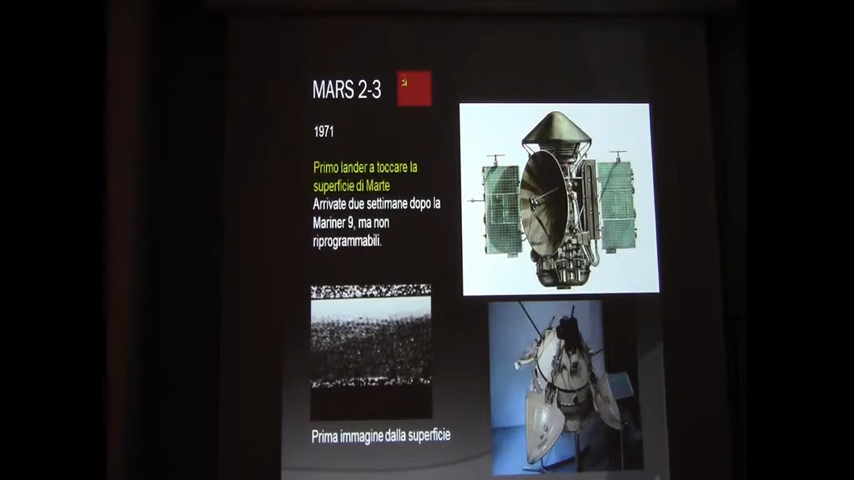 MARS 2-3
1971
Primo lander a toccare la
superficie di Marte
Arrivate due settimane dopo la
Mariner 9, ma non
riprogrammabili.
Prima immagine dalla superficie